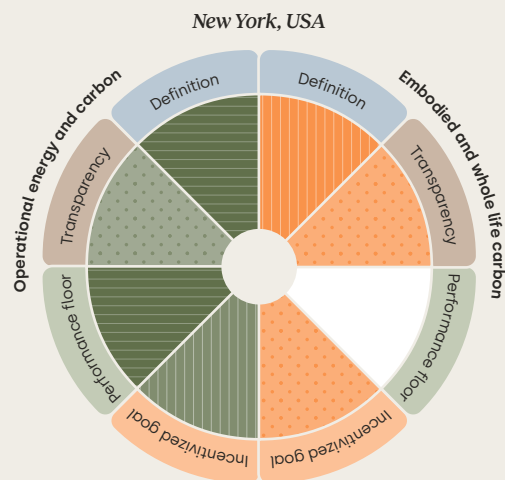 New York, USA
Operational energy and carbon
Embodied and whole life carbon
Definition
Definition
Transparency
Transparency
Performance floor
Performance floor
Incentivized goal
Incentivized goal